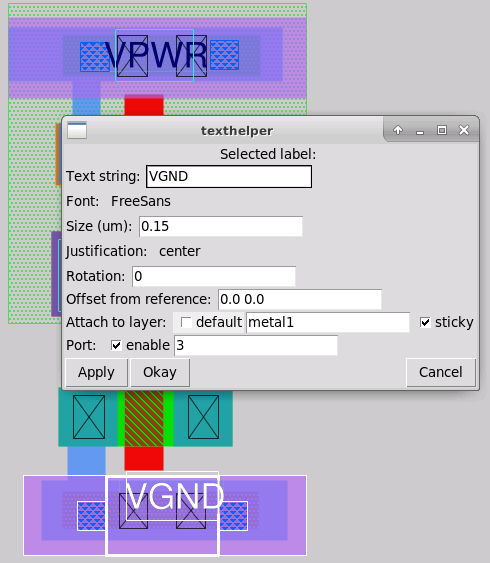 VPWR
texthelper
Selected label:
Text string: VGND
Font: FreeSans
Size (um): 0.15
Justification: center
Rotation: 0
Offset from reference: 0.0 0.0
Attach to layer: default metal1 sticky
Port: enable 3
Apply Okay Cancel
VGND